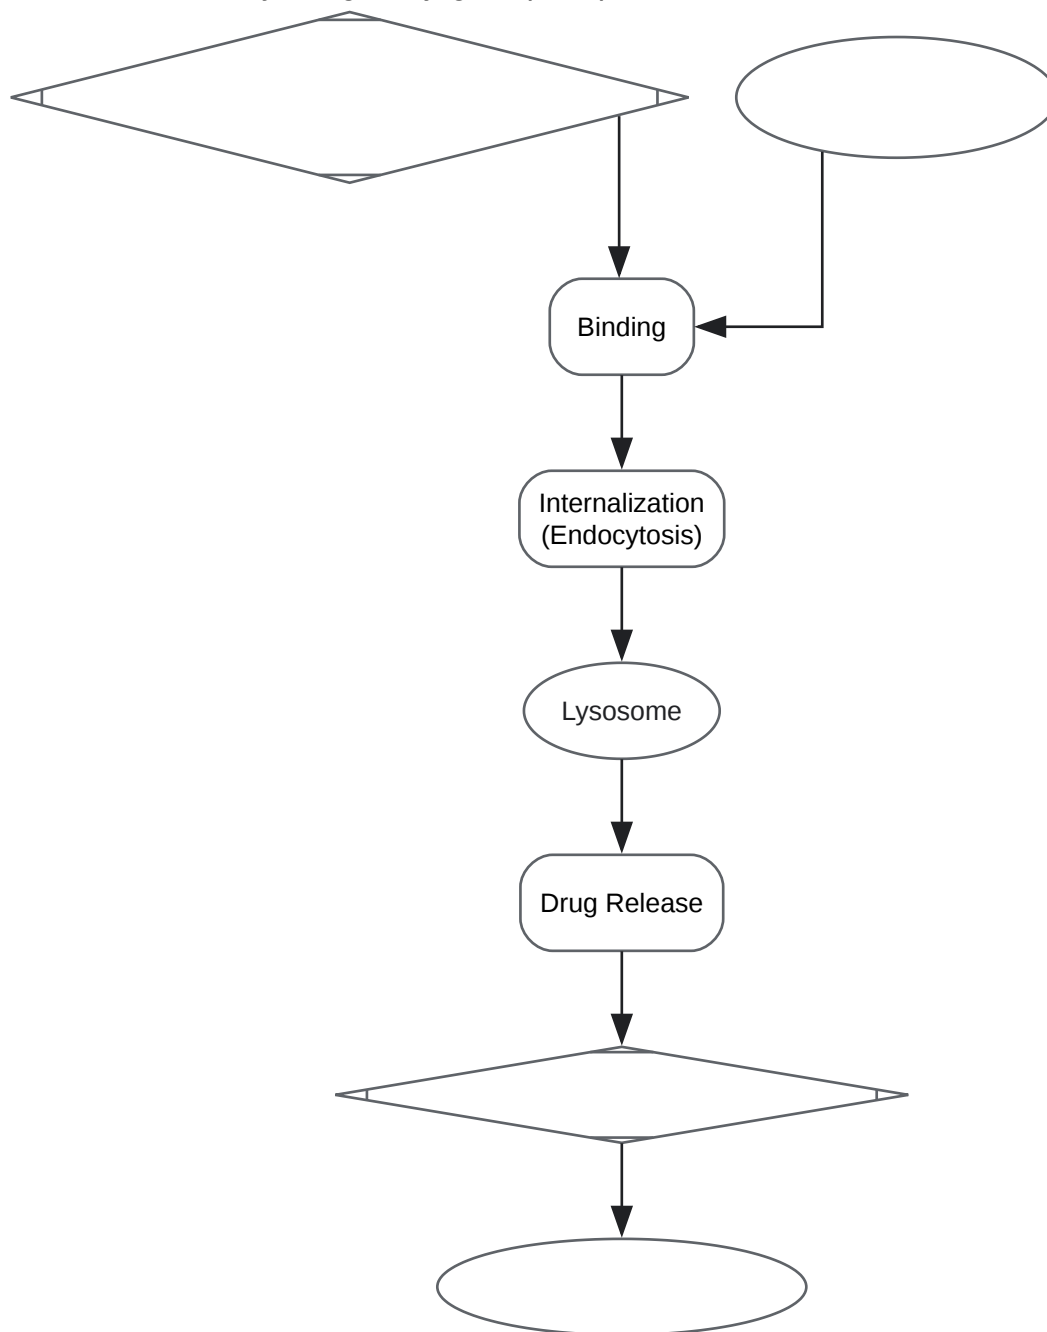 Binding
Internalization
(Endocytosis)
Lysosome
Drug Release